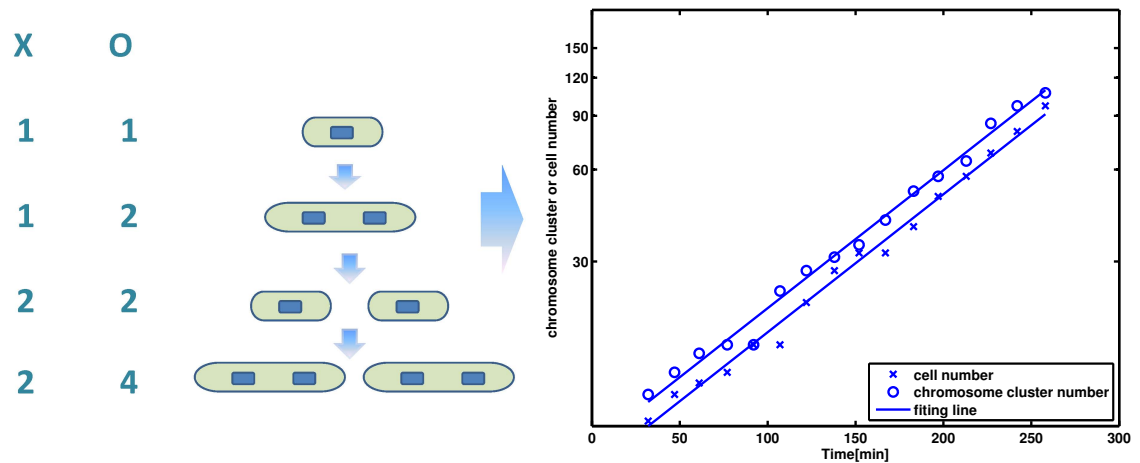 X O
1 1
1 2
2 2
2 4
chromosome cluster or cell number
150
120
90
60
30
0 50 100 150 200 250 300
Time[min]
cell number
chromosome cluster number
fiting line